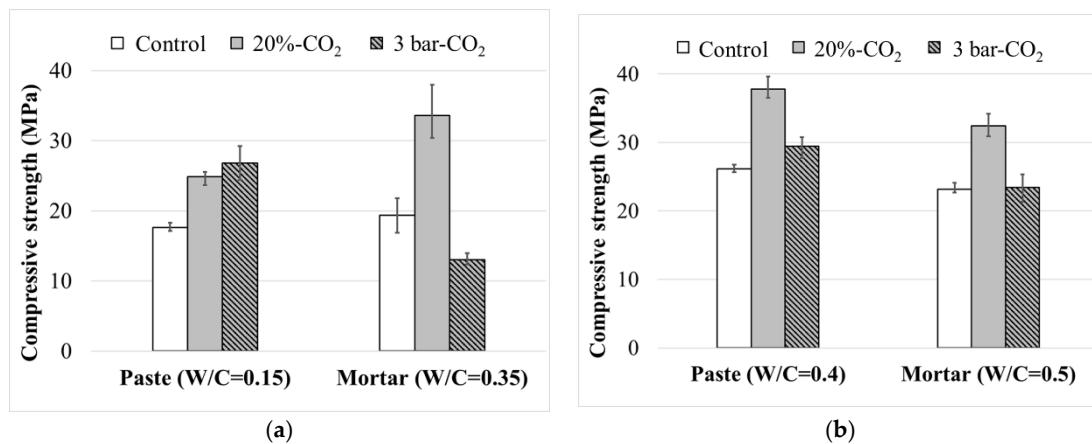 Control 20%-CO₂ 3 bar-CO₂
Compressive strength (MPa)
40
30
20
10
0
Paste (W/C=0.15) Mortar (W/C=0.35)
(a)
Control 20%-CO₂ 3 bar-CO₂
Compressive strength (MPa)
40
30
20
10
0
Paste (W/C=0.4) Mortar (W/C=0.5)
(b)